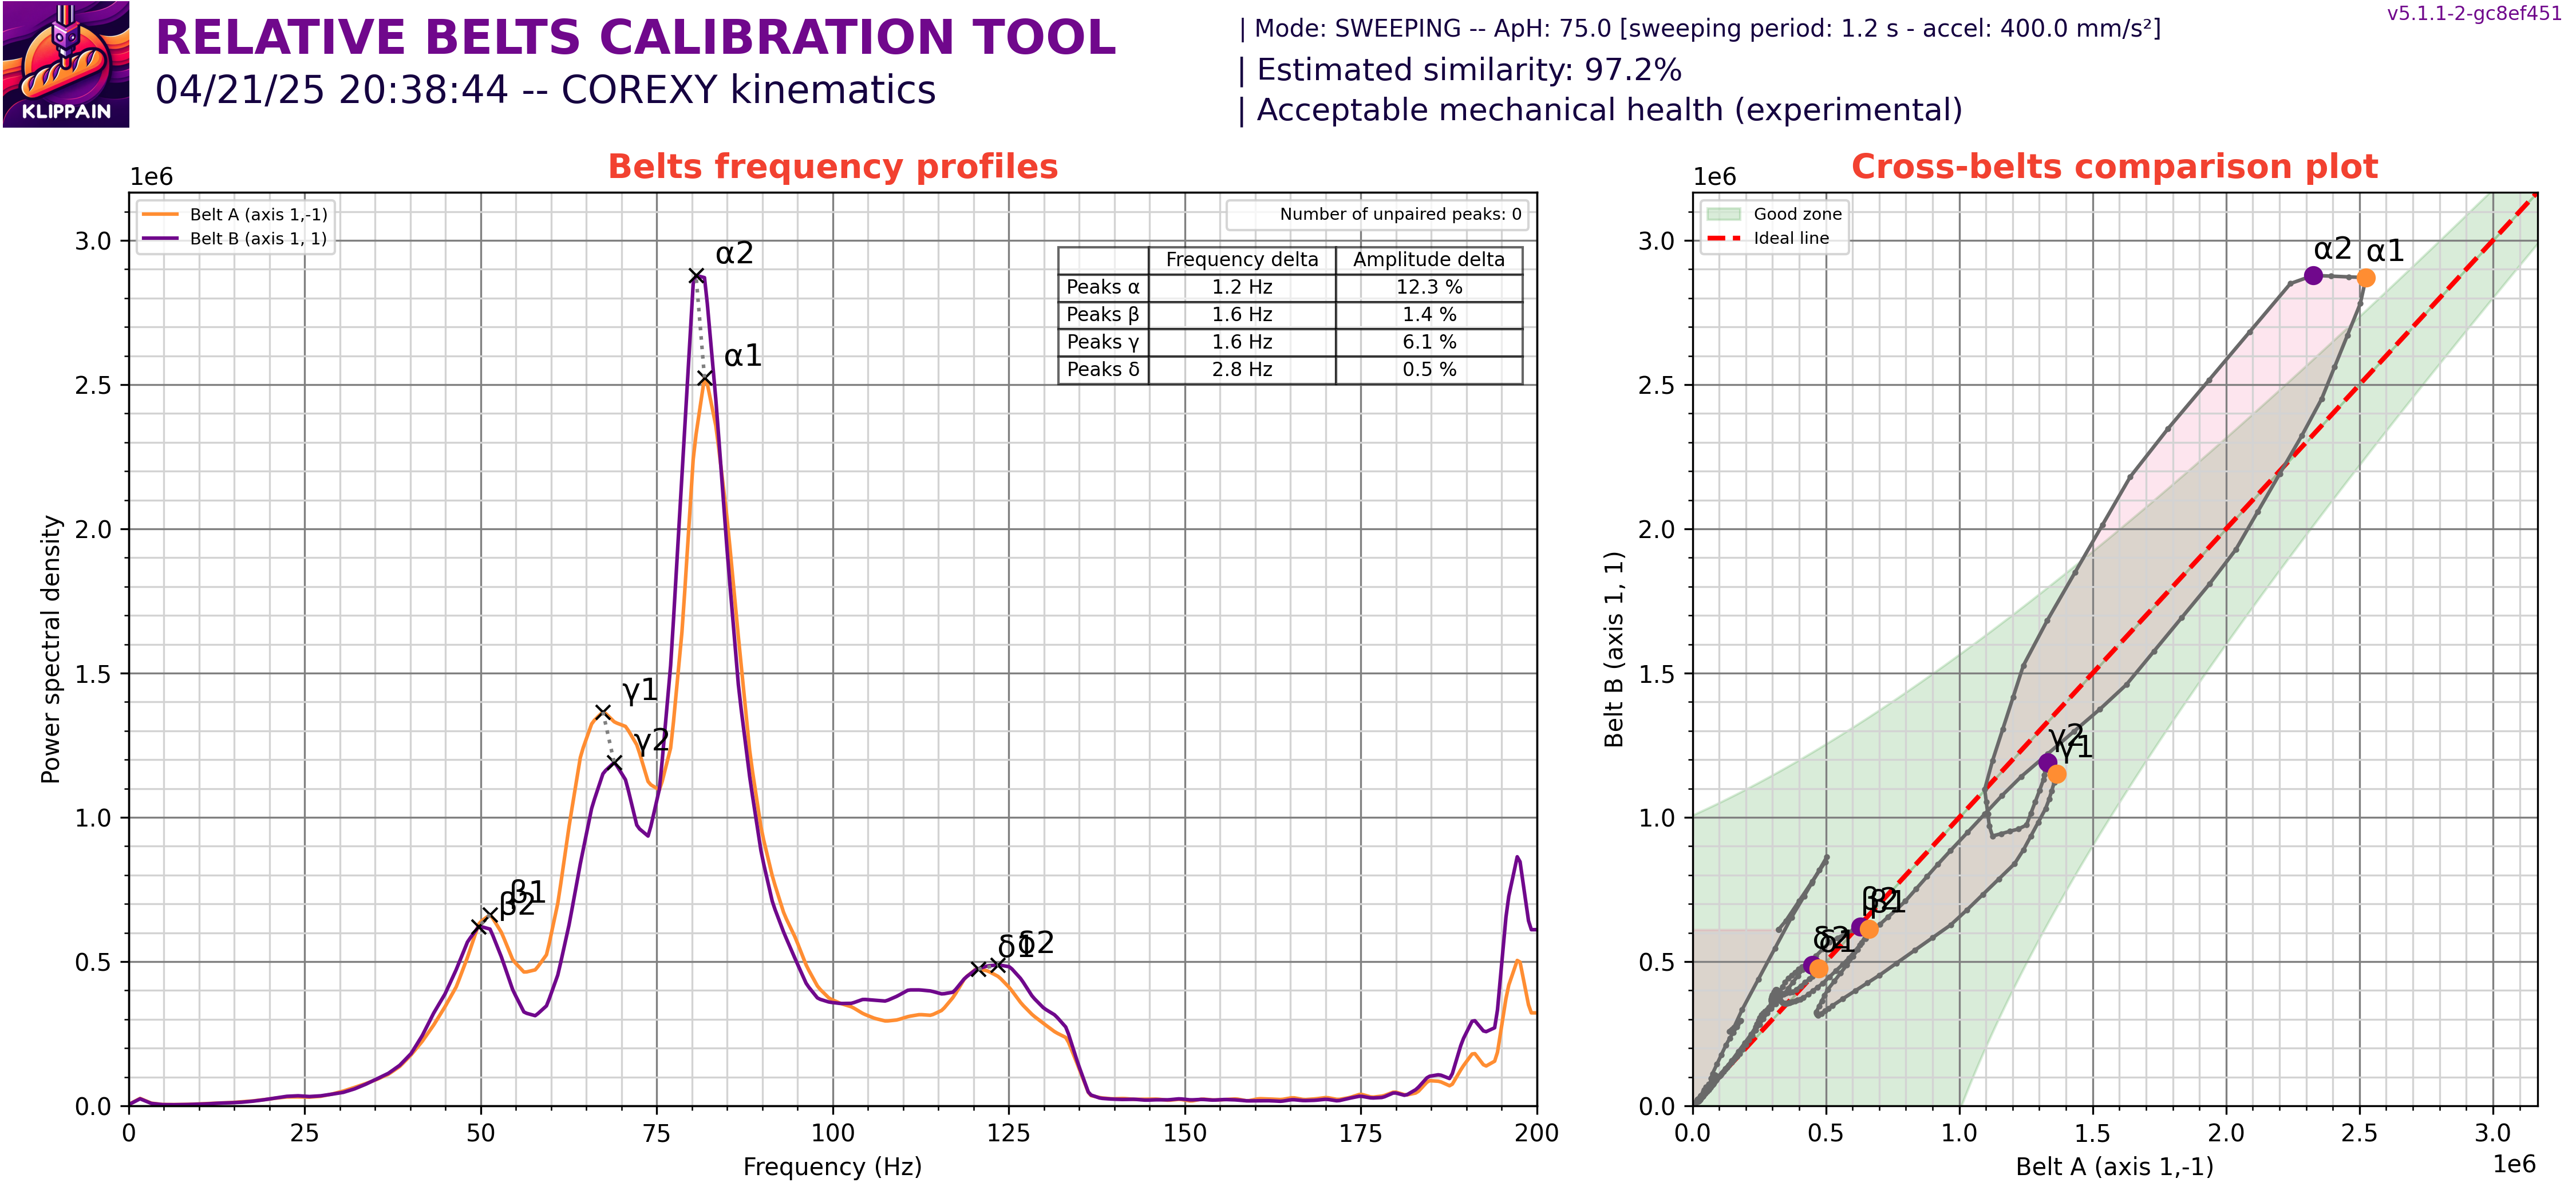 KLIPPAIN
RELATIVE BELTS CALIBRATION TOOL
04/21/25 20:38:44 -- COREXY kinematics
| Mode: SWEEPING -- ApH: 75.0 [sweeping period: 1.2 s - accel: 400.0 mm/s²]
| Estimated similarity: 97.2%
| Acceptable mechanical health (experimental)
v5.1.1-2-gc8ef451
Belts frequency profiles
1e6
Belt A (axis 1,-1)
Belt B (axis 1, 1)
Number of unpaired peaks: 0
Frequency delta Amplitude delta
Peaks α 1.2 Hz 12.3 %
Peaks β 1.6 Hz 1.4 %
Peaks γ 1.6 Hz 6.1 %
Peaks δ 2.8 Hz 0.5 %
α2
α1
γ1
γ2
β1
β2
δ1
δ2
3.0
2.5
2.0
1.5
1.0
0.5
0.0
Power spectral density
0 25 50 75 100 125 150 175 200
Frequency (Hz)
Cross-belts comparison plot
1e6
Good zone
Ideal line
α2 α1
γ2
γ1
β2
β1
δ2
δ1
3.0
2.5
2.0
1.5
1.0
0.5
0.0
Belt B (axis 1, 1)
0.0 0.5 1.0 1.5 2.0 2.5 3.0
1e6
Belt A (axis 1,-1)